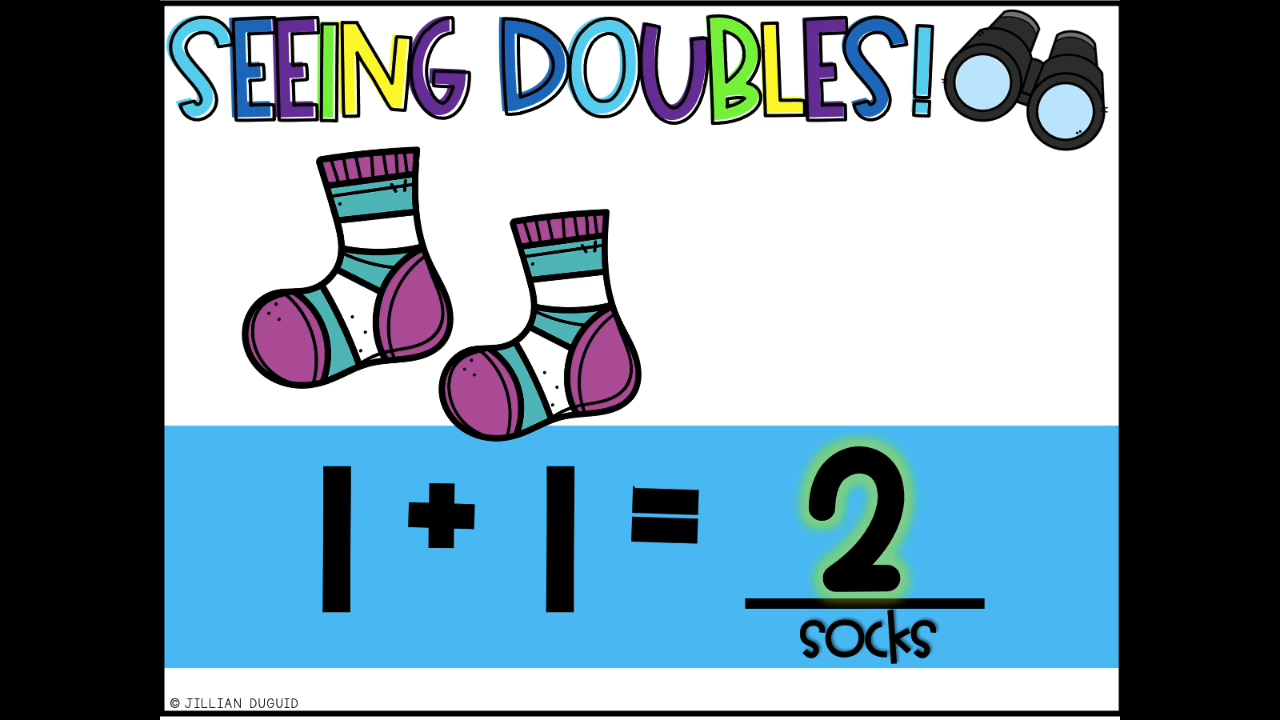 SEEING DOUBLES!
1 + 1 = 2
socks
© JILLIAN DUGUID